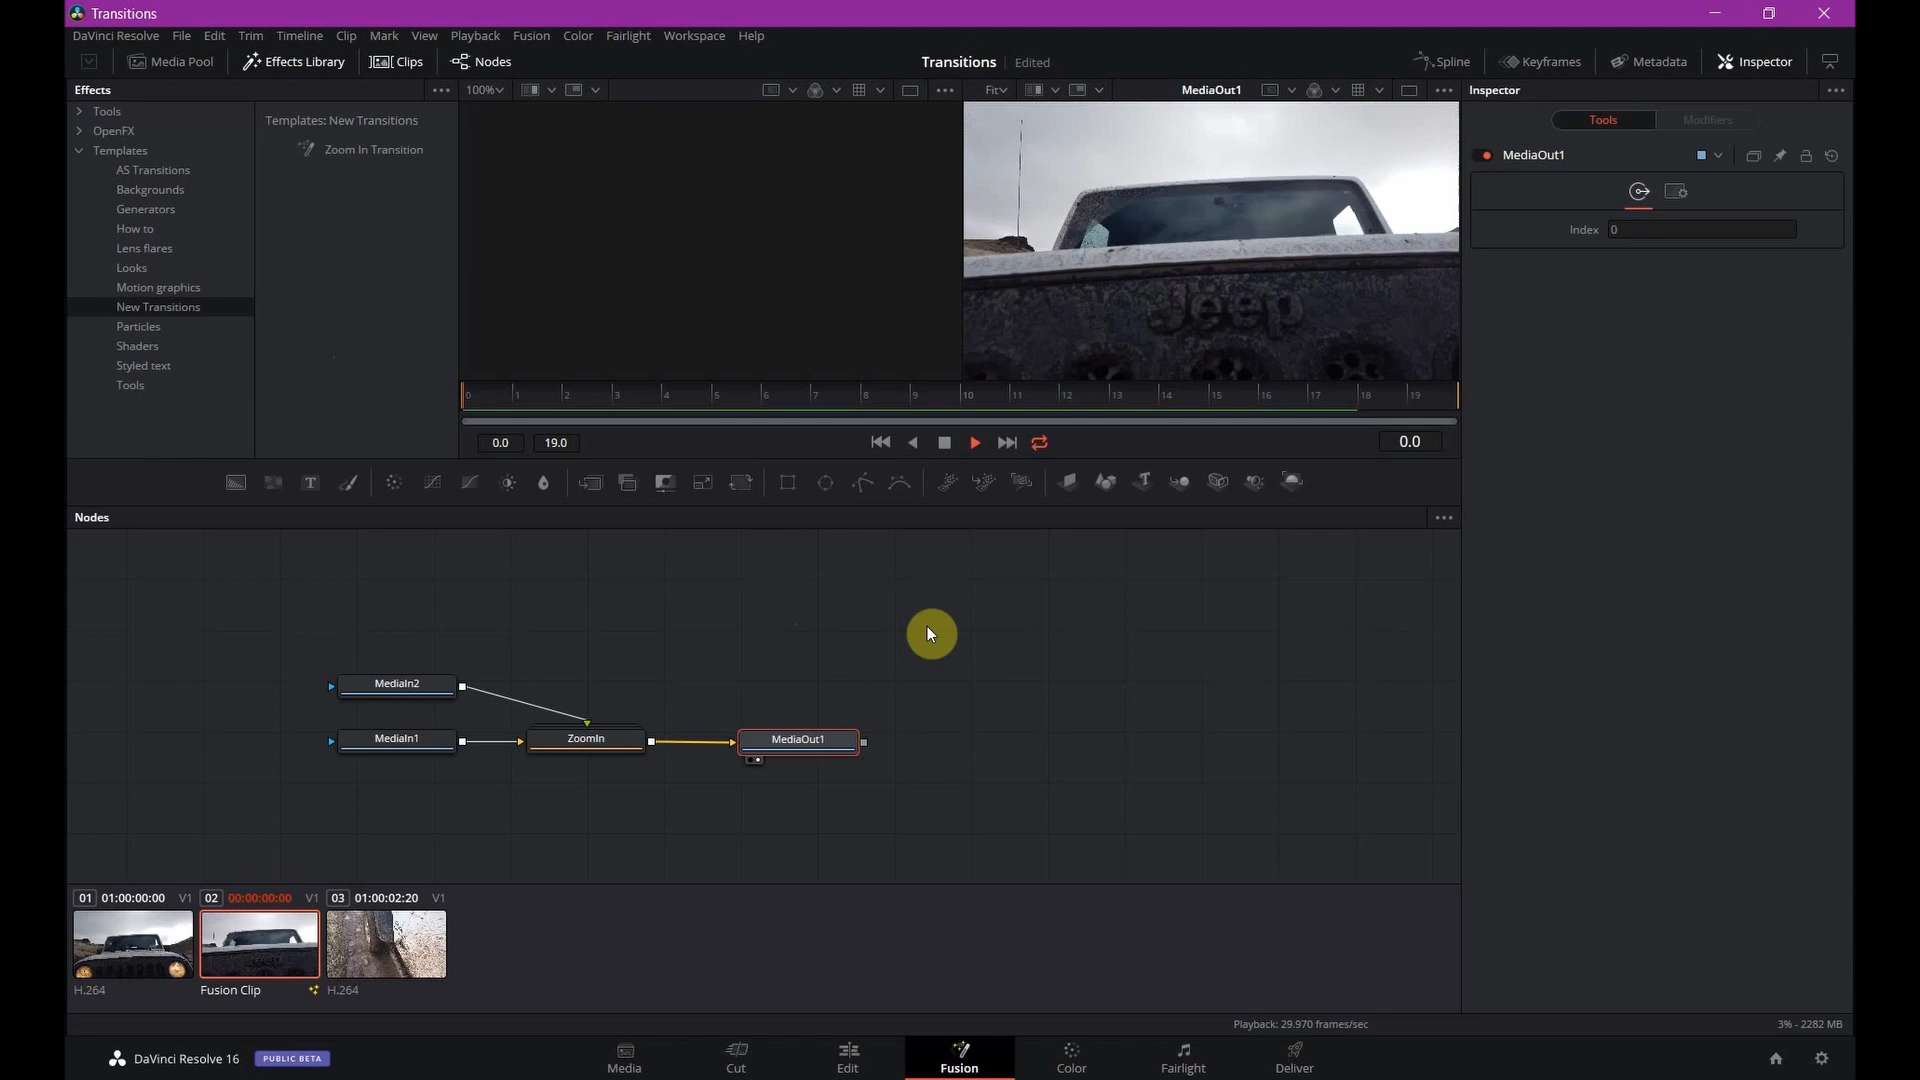 Transitions
DaVinci Resolve File Edit Trim Timeline Clip Mark View Playback Fusion Color Fairlight Workspace Help
Media Pool Effects Library Clips Nodes Transitions Edited Spline Keyframes Metadata Inspector
Effects 100% Fit MediaOut1 Inspector
Tools
OpenFX
Templates
AS Transitions
Backgrounds
Generators
How to
Lens flares
Looks
Motion graphics
New Transitions
Particles
Shaders
Styled text
Tools
Templates: New Transitions
Zoom In Transition
Jeep
Tools Modifiers
MediaOut1
Index 0
0 1 2 3 4 5 6 7 8 9 10 11 12 13 14 15 16 17 18 19
0.0 19.0 0.0
T T
Nodes
MediaIn2
MediaIn1 ZoomIn MediaOut1
01 01:00:00:00 V1 02 00:00:00:00 V1 03 01:00:02:20 V1
H.264 Fusion Clip H.264
Playback: 29.970 frames/sec 3% - 2282 MB
DaVinci Resolve 16 PUBLIC BETA Media Cut Edit Fusion Color Fairlight Deliver